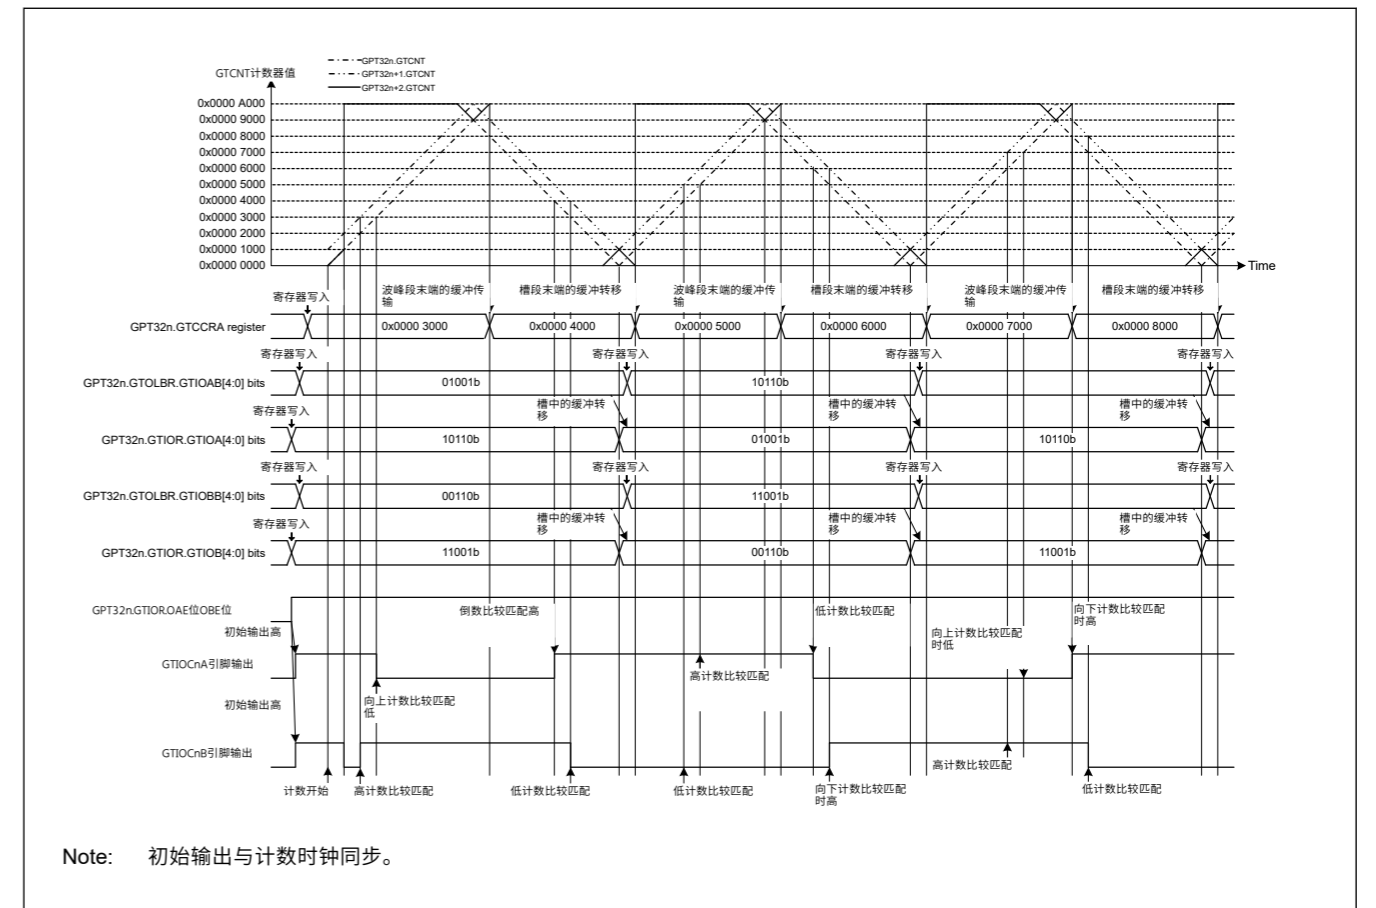 GPT32n.GTCNT
GTCNT计数器值
GPT32n+1.GTCNT
GPT32n+2.GTCNT
0x0000 A000
0x0000 9000
0x0000 8000
0x0000 7000
0x0000 6000
0x0000 5000
0x0000 4000
0x0000 3000
0x0000 2000
0x0000 1000
0x0000 0000
Time
寄存器写入
波峰段末端的缓冲传
输
槽段末端的缓冲转移
波峰段末端的缓冲传
输
槽段末端的缓冲转移
波峰段末端的缓冲传
输
槽段末端的缓冲转移
GPT32n.GTCCRA register
0x0000 3000
0x0000 4000
0x0000 5000
0x0000 6000
0x0000 7000
0x0000 8000
寄存器写入
寄存器写入
寄存器写入
寄存器写入
GPT32n.GTOLBR.GTIOAB[4:0] bits
01001b
10110b
寄存器写入
槽中的缓冲转
移
槽中的缓冲转
移
槽中的缓冲转
移
GPT32n.GTIOR.GTIOA[4:0] bits
10110b
01001b
10110b
寄存器写入
寄存器写入
寄存器写入
寄存器写入
GPT32n.GTOLBR.GTIOBB[4:0] bits
00110b
11001b
寄存器写入
槽中的缓冲转
移
槽中的缓冲转
移
槽中的缓冲转
移
GPT32n.GTIOR.GTIOB[4:0] bits
11001b
00110b
11001b
GPT32n.GTIOR.OAE位OBE位
倒数比较匹配高
低计数比较匹配
向下计数比较匹配
时高
初始输出高
向上计数比较匹配
时低
GTIOCnA引脚输出
高计数比较匹配
向上计数比较匹配
低
初始输出高
GTIOCnB引脚输出
高计数比较匹配
计数开始
高计数比较匹配
低计数比较匹配
低计数比较匹配
向下计数比较匹配
时高
低计数比较匹配
Note: 初始输出与计数时钟同步。